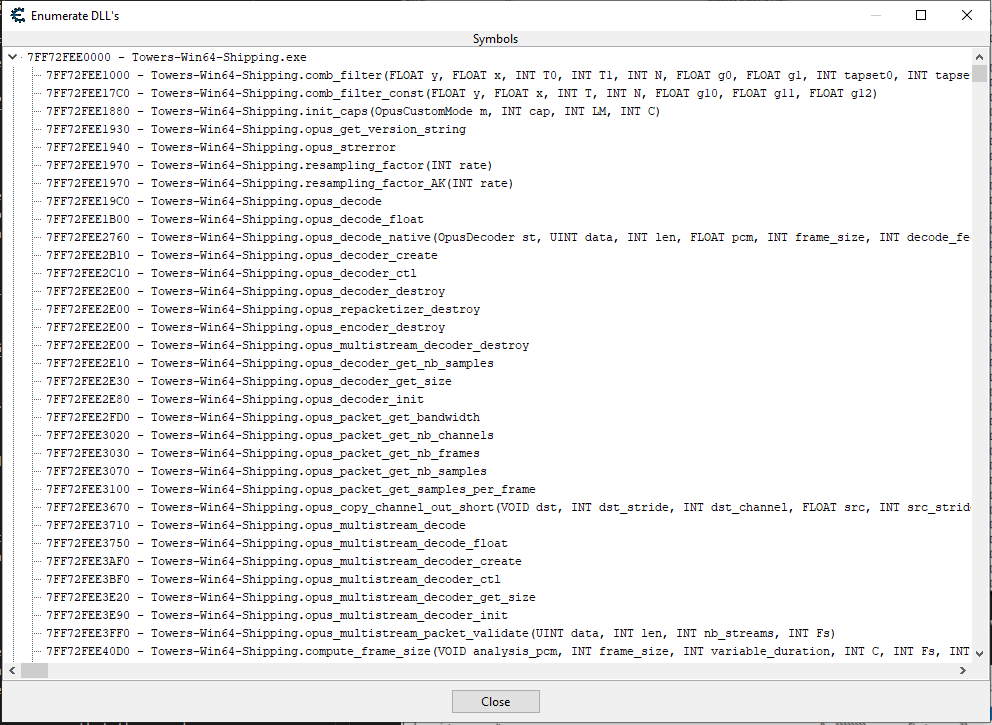 Enumerate DLL's
Symbols
7FF72FEE0000 - Towers-Win64-Shipping.exe
7FF72FEE1000 - Towers-Win64-Shipping.comb_filter(FLOAT y, FLOAT x, INT T0, INT T1, INT N, FLOAT g0, FLOAT g1, INT tapset0, INT tapse
7FF72FEE17C0 - Towers-Win64-Shipping.comb_filter_const(FLOAT y, FLOAT x, INT T, INT N, FLOAT g10, FLOAT g11, FLOAT g12)
7FF72FEE1880 - Towers-Win64-Shipping.init_caps(OpusCustomMode m, INT cap, INT LM, INT C)
7FF72FEE1930 - Towers-Win64-Shipping.opus_get_version_string
7FF72FEE1940 - Towers-Win64-Shipping.opus_strerror
7FF72FEE1970 - Towers-Win64-Shipping.resampling_factor(INT rate)
7FF72FEE1970 - Towers-Win64-Shipping.resampling_factor_AK(INT rate)
7FF72FEE19C0 - Towers-Win64-Shipping.opus_decode
7FF72FEE1B00 - Towers-Win64-Shipping.opus_decode_float
7FF72FEE2760 - Towers-Win64-Shipping.opus_decode_native(OpusDecoder st, UINT data, INT len, FLOAT pcm, INT frame_size, INT decode_fe
7FF72FEE2B10 - Towers-Win64-Shipping.opus_decoder_create
7FF72FEE2C10 - Towers-Win64-Shipping.opus_decoder_ctl
7FF72FEE2E00 - Towers-Win64-Shipping.opus_decoder_destroy
7FF72FEE2E00 - Towers-Win64-Shipping.opus_repacketizer_destroy
7FF72FEE2E00 - Towers-Win64-Shipping.opus_encoder_destroy
7FF72FEE2E00 - Towers-Win64-Shipping.opus_multistream_decoder_destroy
7FF72FEE2E10 - Towers-Win64-Shipping.opus_decoder_get_nb_samples
7FF72FEE2E30 - Towers-Win64-Shipping.opus_decoder_get_size
7FF72FEE2E80 - Towers-Win64-Shipping.opus_decoder_init
7FF72FEE2FD0 - Towers-Win64-Shipping.opus_packet_get_bandwidth
7FF72FEE3020 - Towers-Win64-Shipping.opus_packet_get_nb_channels
7FF72FEE3030 - Towers-Win64-Shipping.opus_packet_get_nb_frames
7FF72FEE3070 - Towers-Win64-Shipping.opus_packet_get_nb_samples
7FF72FEE3100 - Towers-Win64-Shipping.opus_packet_get_samples_per_frame
7FF72FEE3670 - Towers-Win64-Shipping.opus_copy_channel_out_short(VOID dst, INT dst_stride, INT dst_channel, FLOAT src, INT src_strid
7FF72FEE3710 - Towers-Win64-Shipping.opus_multistream_decode
7FF72FEE3750 - Towers-Win64-Shipping.opus_multistream_decode_float
7FF72FEE3AF0 - Towers-Win64-Shipping.opus_multistream_decoder_create
7FF72FEE3BF0 - Towers-Win64-Shipping.opus_multistream_decoder_ctl
7FF72FEE3E20 - Towers-Win64-Shipping.opus_multistream_decoder_get_size
7FF72FEE3E90 - Towers-Win64-Shipping.opus_multistream_decoder_init
7FF72FEE3FF0 - Towers-Win64-Shipping.opus_multistream_packet_validate(UINT data, INT len, INT nb_streams, INT Fs)
7FF72FEE40D0 - Towers-Win64-Shipping.compute_frame_size(VOID analysis_pcm, INT frame_size, INT variable_duration, INT C, INT Fs, INT
Close